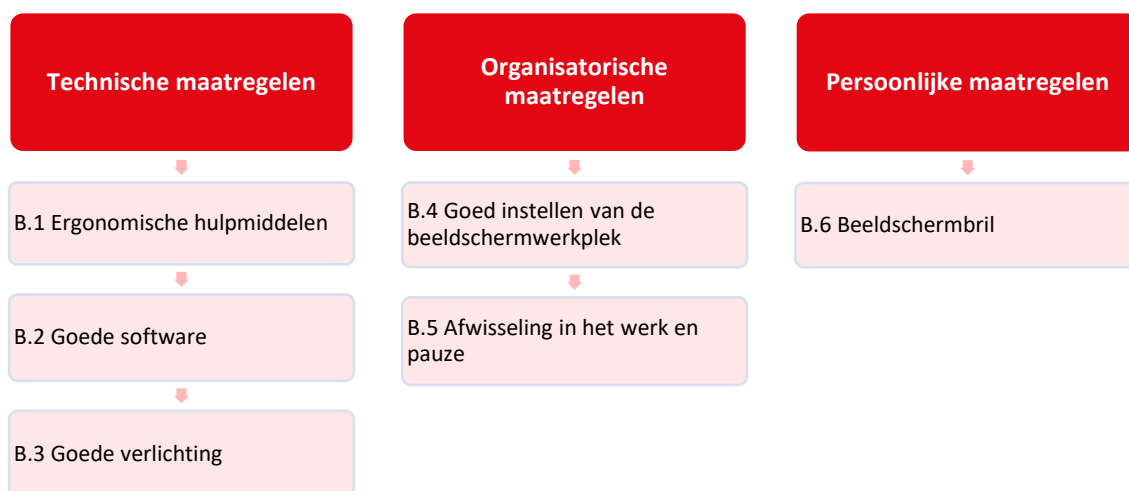 Technische maatregelen
B.1 Ergonomische hulpmiddelen
B.2 Goede software
B.3 Goede verlichting
Organisatorische
maatregelen
B.4 Goed instellen van de
beeldschermwerkplek
B.5 Afwisseling in het werk en
pauze
Persoonlijke maatregelen
B.6 Beeldschermbril